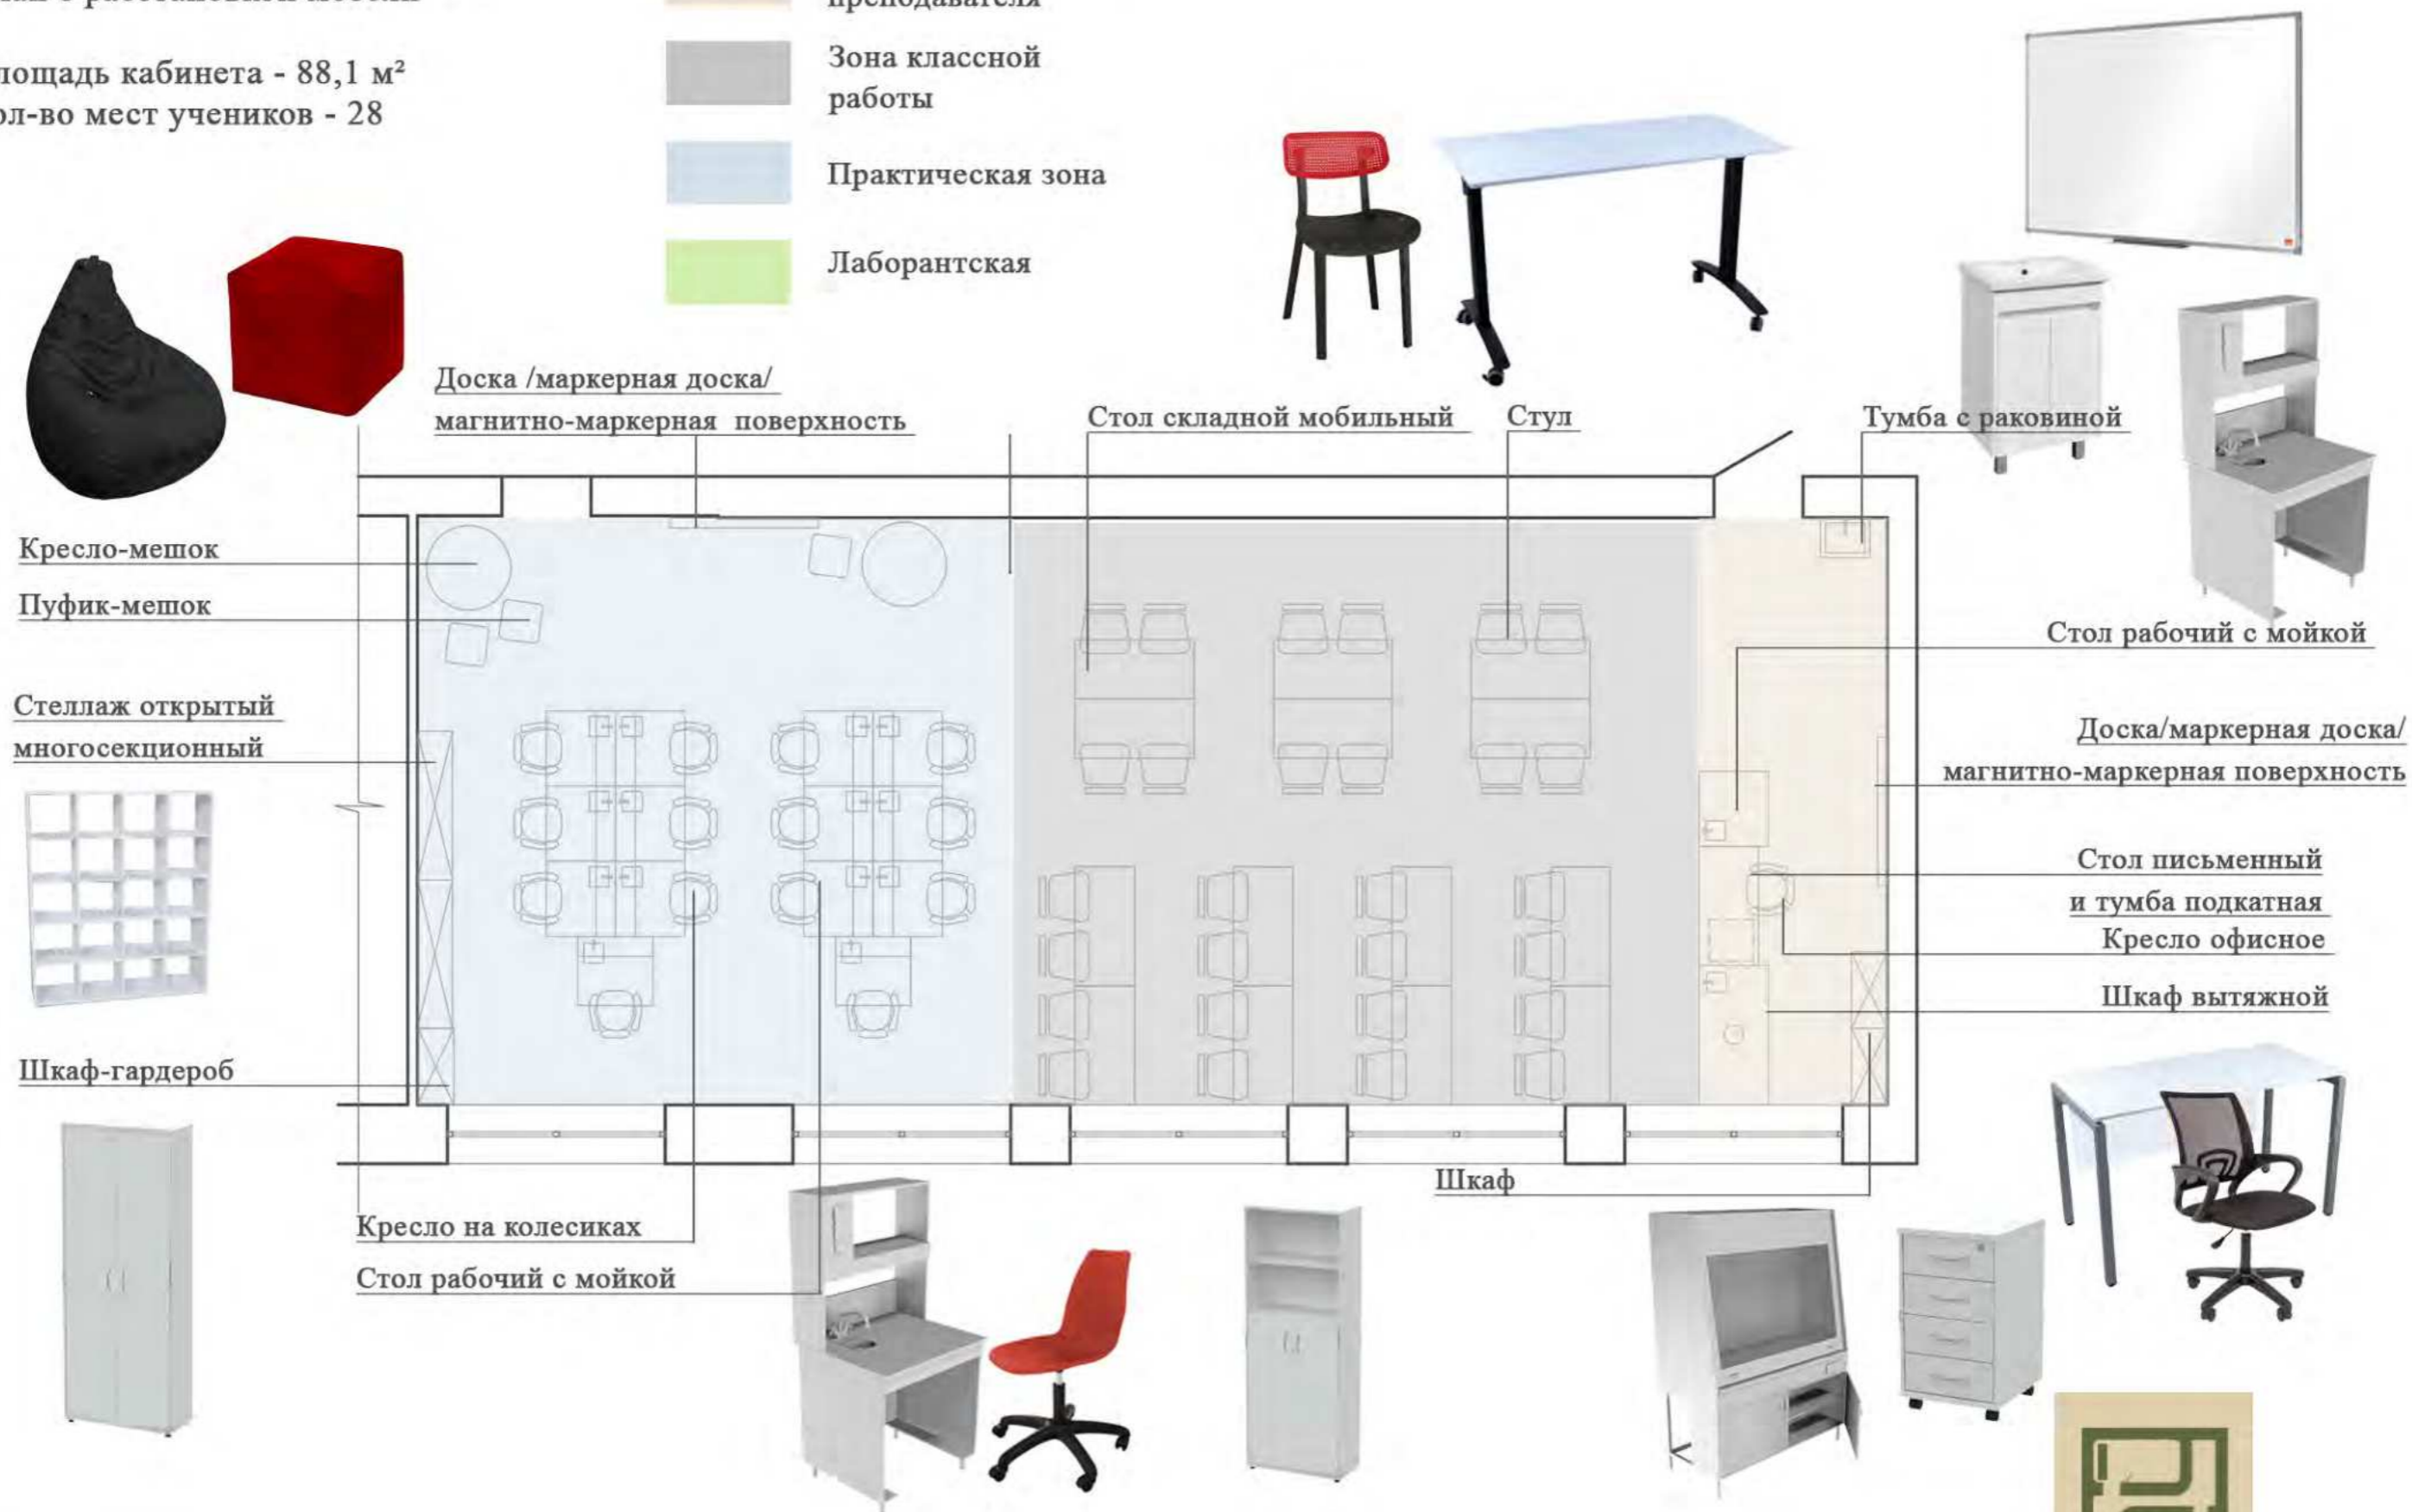 преподавателя
площадь кабинета - 88,1 м²
кол-во мест учеников - 28
Зона классной
работы
Практическая зона
Лаборантская
Доска /маркерная доска/
магнитно-маркерная поверхность
Стол складной мобильный
Стул
Тумба с раковиной
Кресло-мешок
Пуфик-мешок
Стол рабочий с мойкой
Стеллаж открытый
многосекционный
Доска/маркерная доска/
магнитно-маркерная поверхность
Стол письменный
и тумба подкатная
Кресло офисное
Шкаф вытяжной
Шкаф-гардероб
Шкаф
Кресло на колесиках
Стол рабочий с мойкой